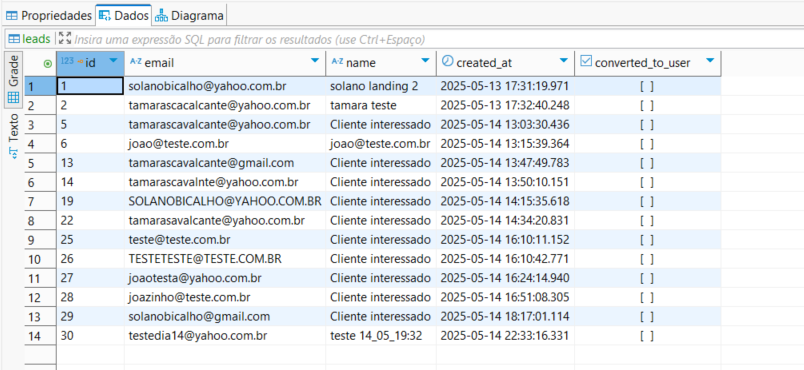 Propriedades Dados Diagrama
leads Insira uma expressão SQL para filtrar os resultados (use Ctrl+Espaço)
Grade
Texto
123 id A-Z email A-Z name created_at converted_to_user
1 1 solanobicalho@yahoo.com.br solano landing 2 2025-05-13 17:31:19.971 [ ]
2 2 tamarascacalcante@yahoo.com.br tamara teste 2025-05-13 17:32:40.248 [ ]
3 5 tamarascacalcante@yahoo.com.br Cliente interessado 2025-05-14 13:03:30.436 [ ]
4 6 joao@teste.com.br joao@teste.com.br 2025-05-14 13:15:39.364 [ ]
5 13 tamarascavalcante@gmail.com Cliente interessado 2025-05-14 13:47:49.783 [ ]
6 14 tamarascavalnte@yahoo.com.br Cliente interessado 2025-05-14 13:50:10.151 [ ]
7 19 SOLANOBICALHO@YAHOO.COM.BR Cliente interessado 2025-05-14 14:15:35.618 [ ]
8 22 tamarasavalcante@yahoo.com.br Cliente interessado 2025-05-14 14:34:20.831 [ ]
9 25 teste@teste.com.br Cliente interessado 2025-05-14 16:10:11.152 [ ]
10 26 TESTETESTE@TESTE.COM.BR Cliente interessado 2025-05-14 16:10:42.771 [ ]
11 27 joaotesta@yahoo.com.br Cliente interessado 2025-05-14 16:24:14.940 [ ]
12 28 joazinho@teste.com.br Cliente interessado 2025-05-14 16:51:08.305 [ ]
13 29 solanobicalho@gmail.com Cliente interessado 2025-05-14 18:17:01.114 [ ]
14 30 testedia14@yahoo.com.br teste 14_05_19:32 2025-05-14 22:33:16.331 [ ]